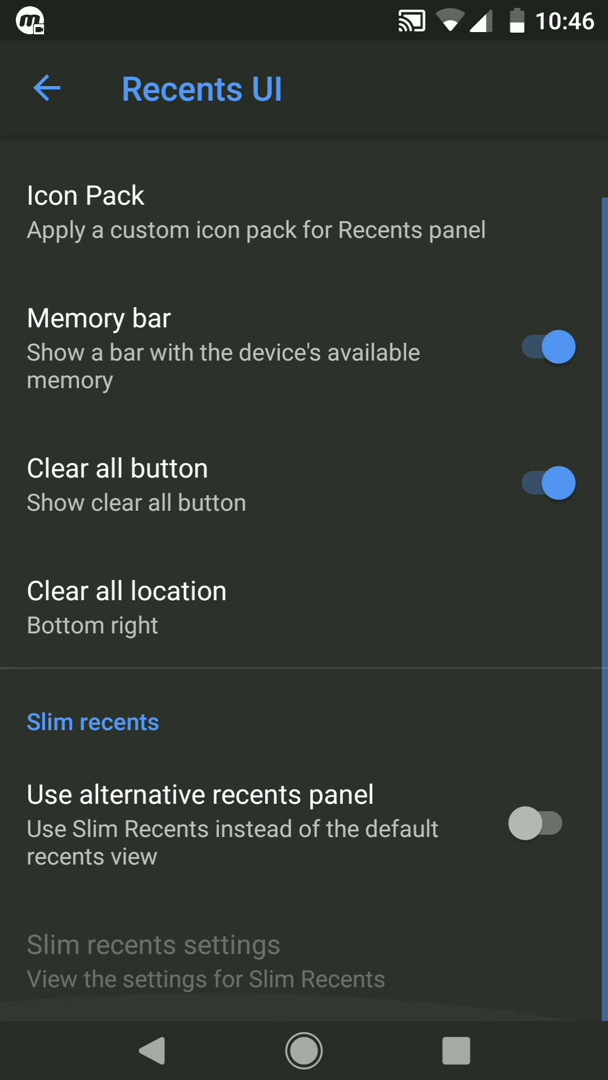 10:46
Recents UI
Icon Pack
Apply a custom icon pack for Recents panel
Memory bar
Show a bar with the device's available
memory
Clear all button
Show clear all button
Clear all location
Bottom right
Slim recents
Use alternative recents panel
Use Slim Recents instead of the default
recents view
Slim recents settings
View the settings for Slim Recents